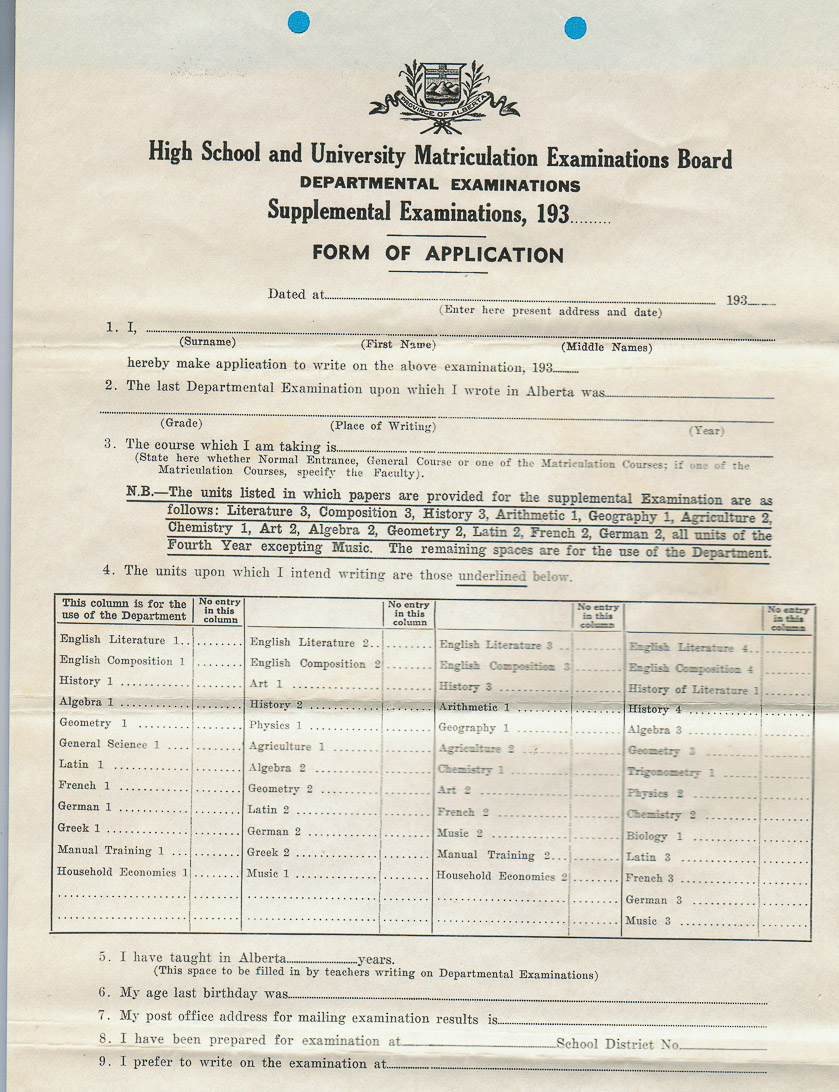 PROVINCE OF ALBERTA
High School and University Matriculation Examinations Board
DEPARTMENTAL EXAMINATIONS
Supplemental Examinations, 193.........
FORM OF APPLICATION
Dated at.................... 193.........
(Enter here present address and date)
1. I, ....................
(Surname) (First Name) (Middle Names)
hereby make application to write on the above examination, 193.........
2. The last Departmental Examination upon which I wrote in Alberta was....................
(Grade) (Place of Writing) (Year)
3. The course which I am taking is....................
(State here whether Normal Entrance, General Course or one of the Matriculation Courses; if one of the
Matriculation Courses, specify the Faculty).
N.B.—The units listed in which papers are provided for the supplemental Examination are as
follows: Literature 3, Composition 3, History 3, Arithmetic 1, Geography 1, Agriculture 2,
Chemistry 1, Art 2, Algebra 2, Geometry 2, Latin 2, French 2, German 2, all units of the
Fourth Year excepting Music. The remaining spaces are for the use of the Department.
4. The units upon which I intend writing are those underlined below.
This column is for the use of the Department | No entry in this column | | No entry in this column | | No entry in this column | | No entry in this column
English Literature 1.. | English Literature 2.. | English Literature 3 .. | English Literature 4..
English Composition 1 | English Composition 2 | English Composition 3 | English Composition 4
History 1 | Art 1 | History 3 | History of Literature 1
Algebra 1 | History 2 | Arithmetic 1 | History 4
Geometry 1 | Physics 1 | Geography 1 | Algebra 3
General Science 1 | Agriculture 1 | Agriculture 2 | Geometry 3
Latin 1 | Algebra 2 | Chemistry 1 | Trigonometry 1
French 1 | Geometry 2 | Art 2 | Physics 2
German 1 | Latin 2 | French 2 | Chemistry 2
Greek 1 | German 2 | Music 2 | Biology 1
Manual Training 1 | Greek 2 | Manual Training 2 | Latin 3
Household Economics 1 | Music 1 | Household Economics 2 | French 3
German 3
Music 3
5. I have taught in Alberta....................years.
(This space to be filled in by teachers writing on Departmental Examinations)
6. My age last birthday was....................
7. My post office address for mailing examination results is....................
8. I have been prepared for examination at....................School District No....................
9. I prefer to write on the examination at....................